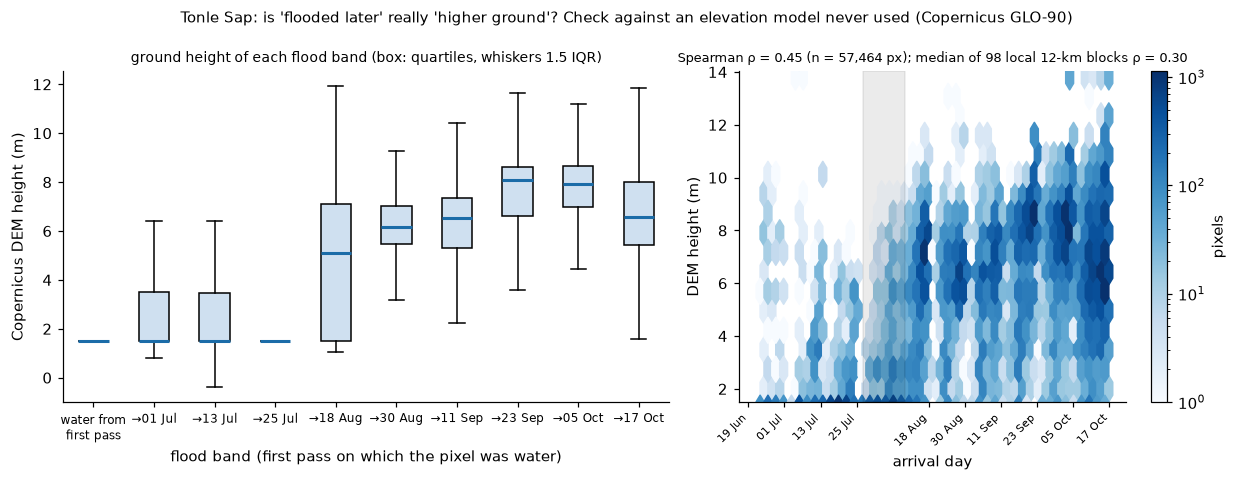 Tonle Sap: is 'flooded later' really 'higher ground'? Check against an elevation model never used (Copernicus GLO-90)
ground height of each flood band (box: quartiles, whiskers 1.5 IQR)
Copernicus DEM height (m)
12
10
8
6
4
2
0
water from
first pass
→01 Jul
→13 Jul
→25 Jul
→18 Aug
→30 Aug
→11 Sep
→23 Sep
→05 Oct
→17 Oct
flood band (first pass on which the pixel was water)
Spearman ρ = 0.45 (n = 57,464 px); median of 98 local 12-km blocks ρ = 0.30
DEM height (m)
14
12
10
8
6
4
2
19 Jun
01 Jul
13 Jul
25 Jul
18 Aug
30 Aug
11 Sep
23 Sep
05 Oct
17 Oct
arrival day
10³
10²
10¹
10⁰
pixels